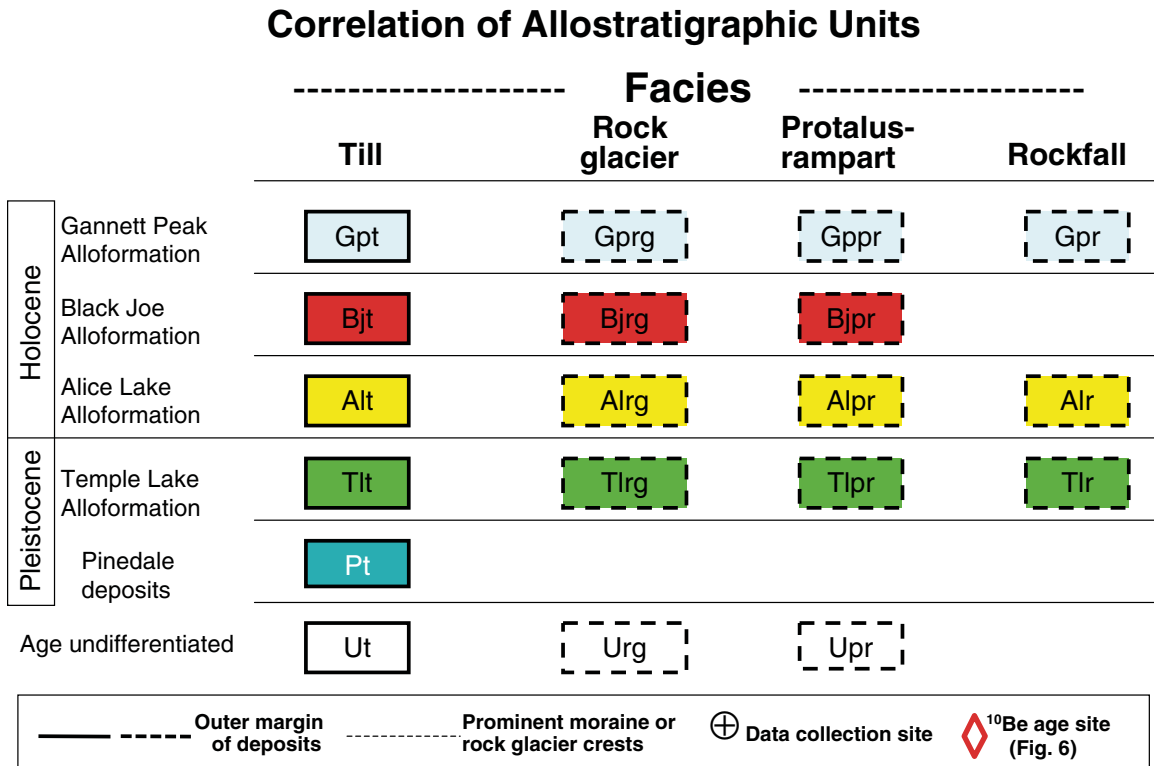 Correlation of Allostratigraphic Units
Facies
Till
Rock
glacier
Protalus-
rampart
Rockfall
Holocene
Gannett Peak
Alloformation
Gpt
Gprg
Gppr
Gpr
Black Joe
Alloformation
Bjt
Bjrg
Bjpr
Alice Lake
Alloformation
Alt
Alrg
Alpr
Alr
Pleistocene
Temple Lake
Alloformation
Tlt
Tlrg
Tlpr
Tlr
Pinedale
deposits
Pt
Age undifferentiated
Ut
Urg
Upr
Outer margin
of deposits
Prominent moraine or
rock glacier crests
Data collection site
¹⁰Be age site
(Fig. 6)